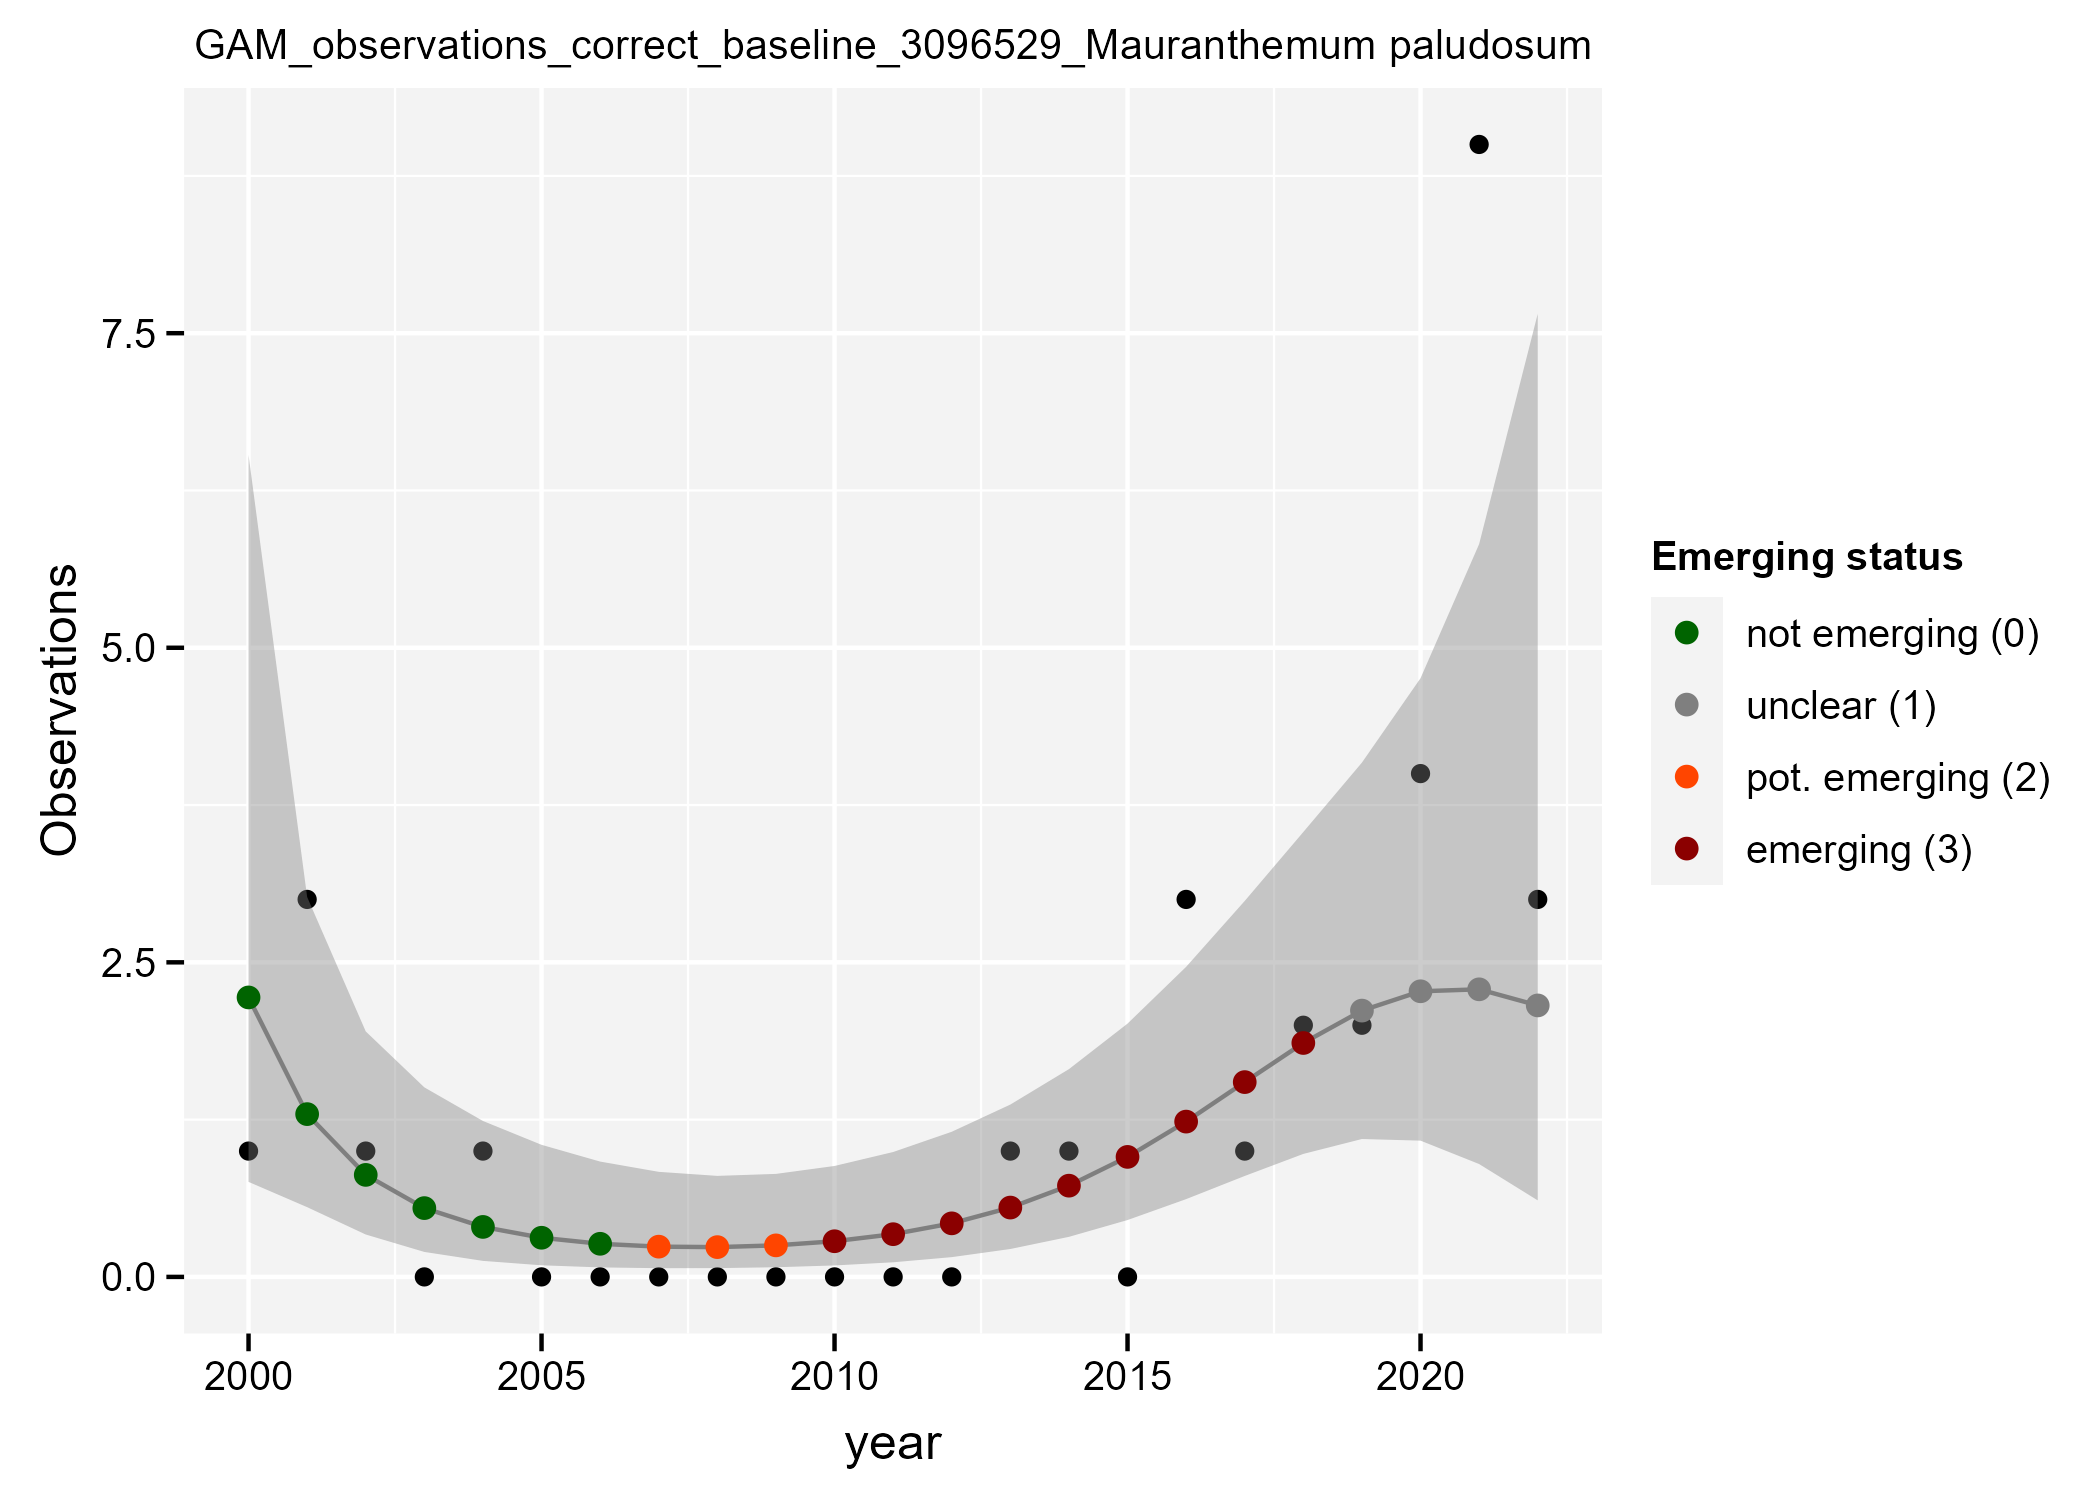 GAM_observations_correct_baseline_3096529_Mauranthemum paludosum
Observations
7.5
5.0
2.5
0.0
2000 2005 2010 2015 2020
year
Emerging status
not emerging (0)
unclear (1)
pot. emerging (2)
emerging (3)